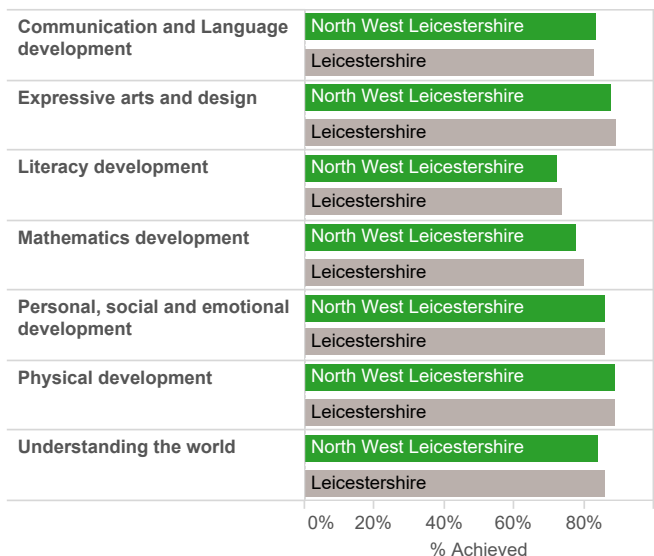 Communication and Language
development
North West Leicestershire
Leicestershire
Expressive arts and design
North West Leicestershire
Leicestershire
Literacy development
North West Leicestershire
Leicestershire
Mathematics development
North West Leicestershire
Leicestershire
Personal, social and emotional
development
North West Leicestershire
Leicestershire
Physical development
North West Leicestershire
Leicestershire
Understanding the world
North West Leicestershire
Leicestershire
0% 20% 40% 60% 80%
% Achieved